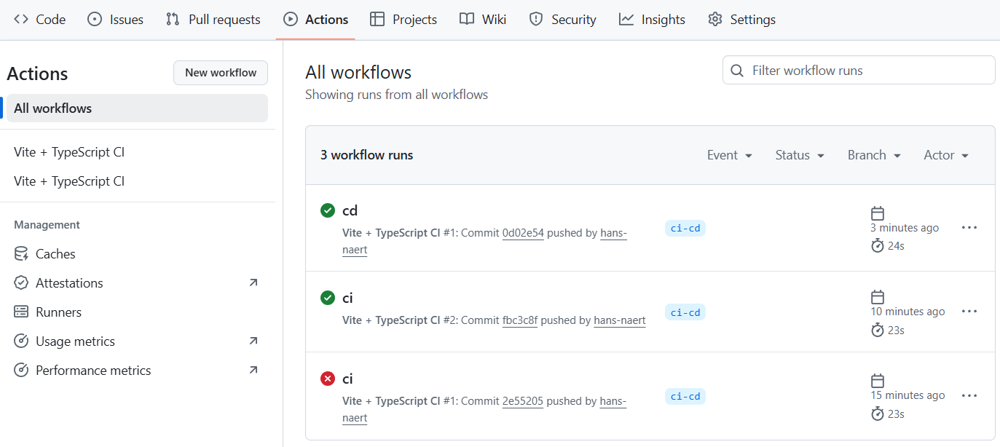 Code Issues Pull requests Actions Projects Wiki Security Insights Settings
Actions
New workflow
All workflows
Vite + TypeScript CI
Vite + TypeScript CI
Management
Caches
Attestations
Runners
Usage metrics
Performance metrics
All workflows
Showing runs from all workflows
Filter workflow runs
3 workflow runs
Event Status Branch Actor
cd
Vite + TypeScript CI #1: Commit 0d02e54 pushed by hans-
naert
ci-cd
3 minutes ago
24s
ci
Vite + TypeScript CI #2: Commit fbc3c8f pushed by hans-naert
ci-cd
10 minutes ago
23s
ci
Vite + TypeScript CI #1: Commit 2e55205 pushed by hans-
naert
ci-cd
15 minutes ago
23s